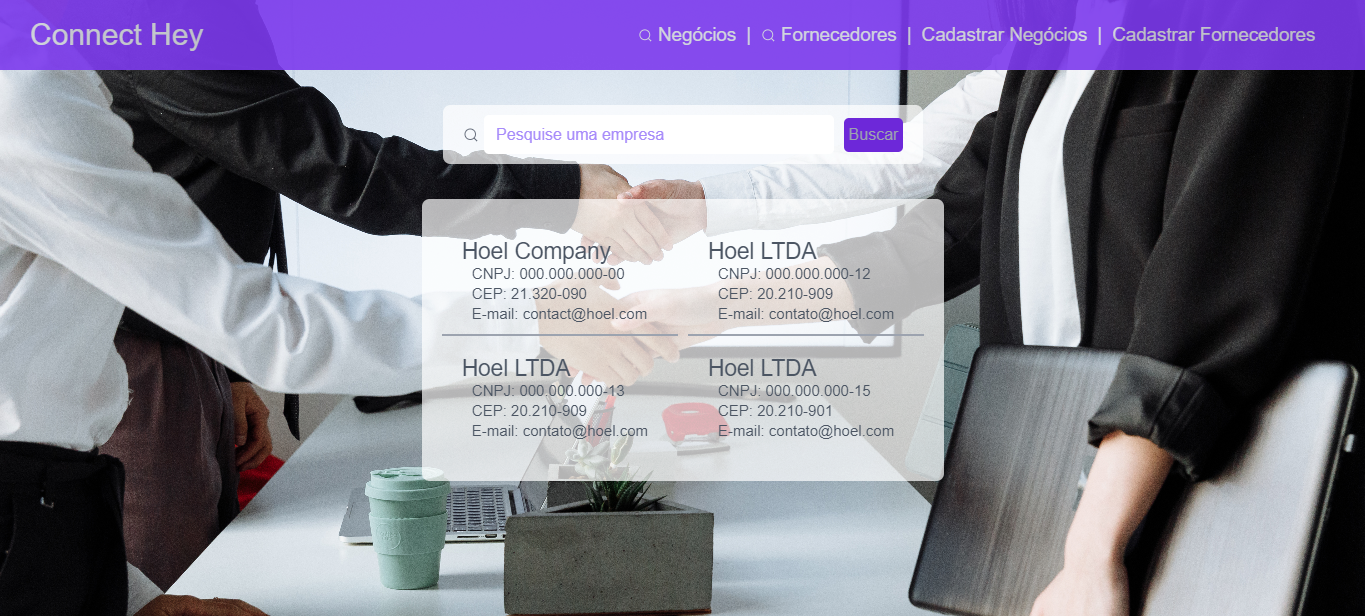 Connect Hey
Negócios | Fornecedores | Cadastrar Negócios | Cadastrar Fornecedores
Pesquise uma empresa
Buscar
Hoel Company
CNPJ: 000.000.000-00
CEP: 21.320-090
E-mail: contact@hoel.com
Hoel LTDA
CNPJ: 000.000.000-12
CEP: 20.210-909
E-mail: contato@hoel.com
Hoel LTDA
CNPJ: 000.000.000-13
CEP: 20.210-909
E-mail: contato@hoel.com
Hoel LTDA
CNPJ: 000.000.000-15
CEP: 20.210-901
E-mail: contato@hoel.com